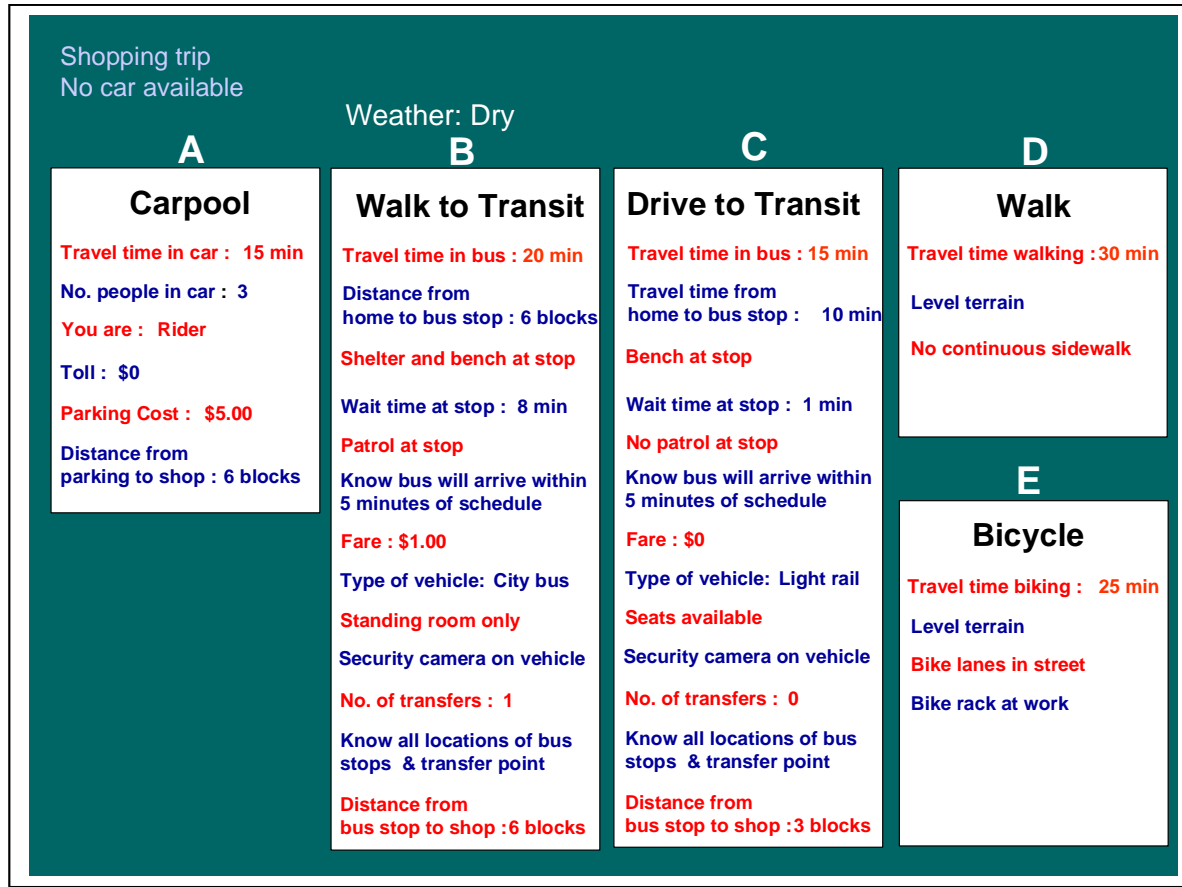 Shopping trip
No car available
Weather: Dry
A
Carpool
Travel time in car : 15 min
No. people in car : 3
You are : Rider
Toll : $0
Parking Cost : $5.00
Distance from
parking to shop : 6 blocks
B
Walk to Transit
Travel time in bus : 20 min
Distance from
home to bus stop : 6 blocks
Shelter and bench at stop
Wait time at stop : 8 min
Patrol at stop
Know bus will arrive within
5 minutes of schedule
Fare : $1.00
Type of vehicle: City bus
Standing room only
Security camera on vehicle
No. of transfers : 1
Know all locations of bus
stops & transfer point
Distance from
bus stop to shop : 6 blocks
C
Drive to Transit
Travel time in bus : 15 min
Travel time from
home to bus stop : 10 min
Bench at stop
Wait time at stop : 1 min
No patrol at stop
Know bus will arrive within
5 minutes of schedule
Fare : $0
Type of vehicle: Light rail
Seats available
Security camera on vehicle
No. of transfers : 0
Know all locations of bus
stops & transfer point
Distance from
bus stop to shop : 3 blocks
D
Walk
Travel time walking : 30 min
Level terrain
No continuous sidewalk
E
Bicycle
Travel time biking : 25 min
Level terrain
Bike lanes in street
Bike rack at work